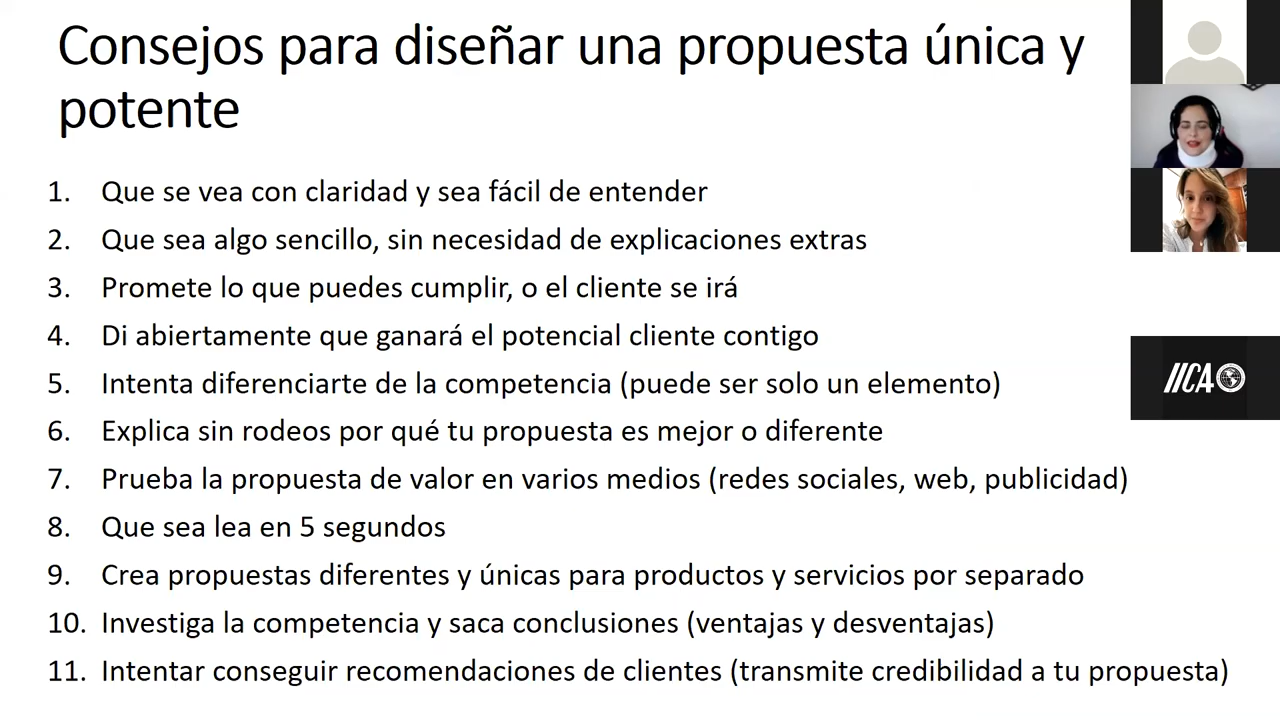 Consejos para diseñar una propuesta única y
potente
1. Que se vea con claridad y sea fácil de entender
2. Que sea algo sencillo, sin necesidad de explicaciones extras
3. Promete lo que puedes cumplir, o el cliente se irá
4. Di abiertamente que ganará el potencial cliente contigo
5. Intenta diferenciarte de la competencia (puede ser solo un elemento)
6. Explica sin rodeos por qué tu propuesta es mejor o diferente
7. Prueba la propuesta de valor en varios medios (redes sociales, web, publicidad)
8. Que sea lea en 5 segundos
9. Crea propuestas diferentes y únicas para productos y servicios por separado
10. Investiga la competencia y saca conclusiones (ventajas y desventajas)
11. Intentar conseguir recomendaciones de clientes (transmite credibilidad a tu propuesta)
IICA